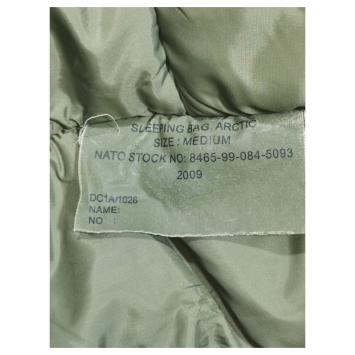 SLEEPING BAG, ARCTIC
SIZE: MEDIUM
NATO STOCK NO: 8465-99-084-5093
2009
DC1A/1026
NAME:
NO :